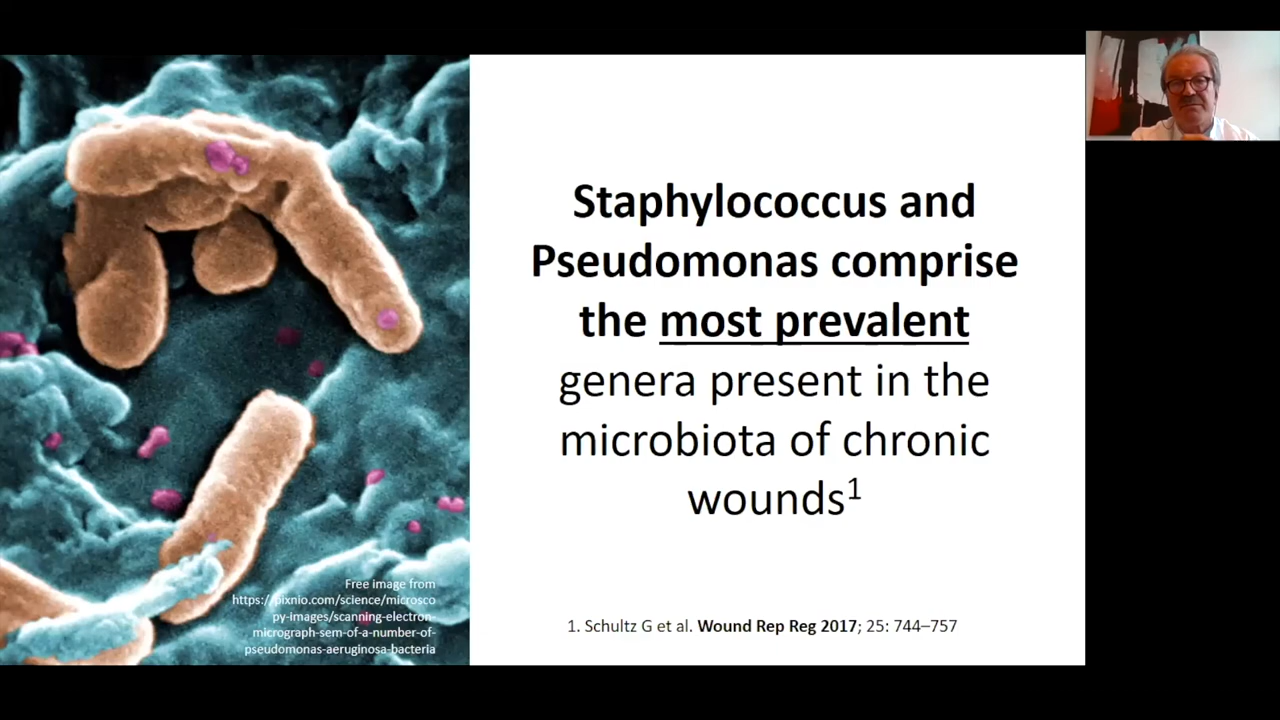 Staphylococcus and
Pseudomonas comprise
the most prevalent
genera present in the
microbiota of chronic
wounds¹
Free image from
https://pixnio.com/science/microsco
py-images/scanning-electron-
micrograph-sem-of-a-number-of-
pseudomonas-aeruginosa-bacteria
1. Schultz G et al. Wound Rep Reg 2017; 25: 744–757